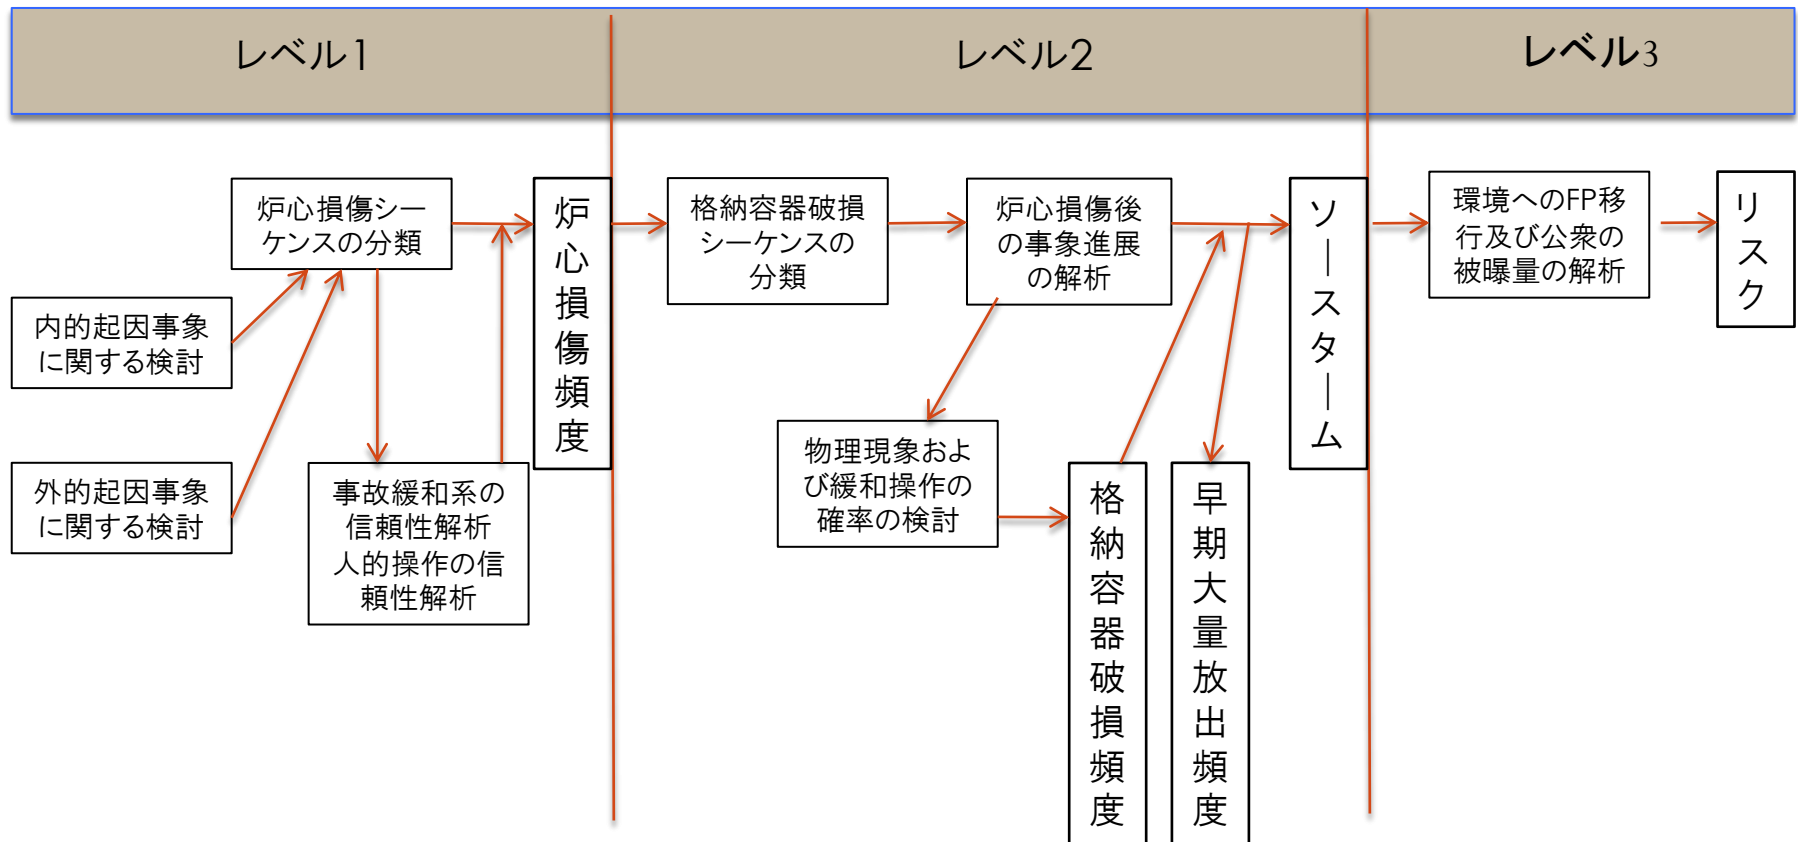 レベル1
レベル2
レベル3
炉心損傷シー
ケンスの分類
内的起因事象
に関する検討
外的起因事象
に関する検討
事故緩和系の
信頼性解析
人的操作の信
頼性解析
炉心損傷頻度
格納容器破損
シーケンスの
分類
炉心損傷後
の事象進展
の解析
物理現象およ
び緩和操作の
確率の検討
格納容器破損頻度
早期大量放出頻度
ソースターム
環境へのFP移
行及び公衆の
被曝量の解析
リスク